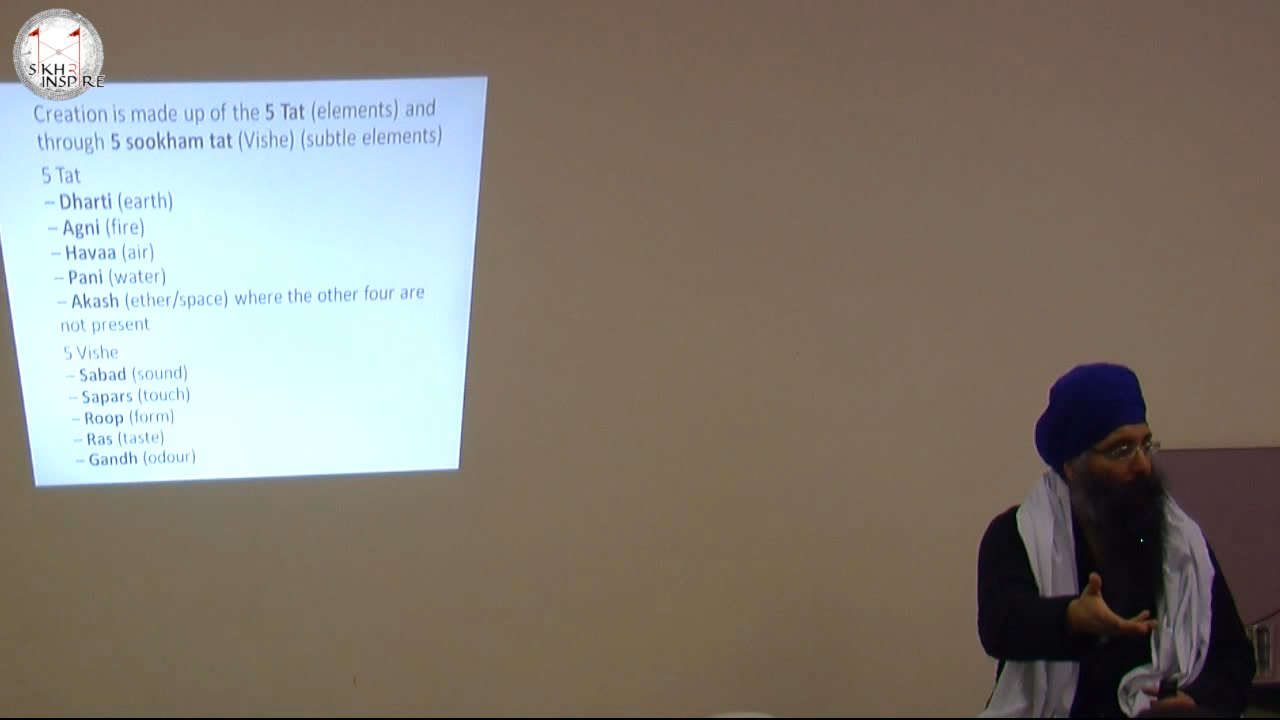 SIKH
INSPIRE
Creation is made up of the 5 Tat (elements) and
through 5 sookham tat (Vishe) (subtle elements)
5 Tat
– Dharti (earth)
– Agni (fire)
– Havaa (air)
– Pani (water)
– Akash (ether/space) where the other four are
not present
5 Vishe
– Sabad (sound)
– Sapars (touch)
– Roop (form)
– Ras (taste)
– Gandh (odour)